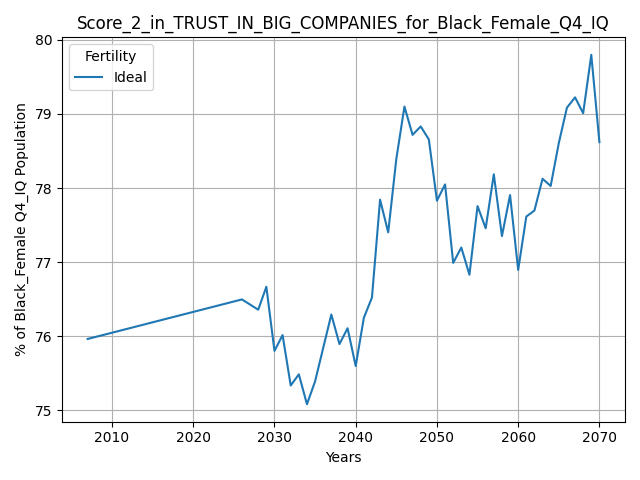 Score_2_in_TRUST_IN_BIG_COMPANIES_for_Black_Female_Q4_IQ
Fertility
Ideal
% of Black_Female Q4_IQ Population
80
79
78
77
76
75
2010 2020 2030 2040 2050 2060 2070
Years